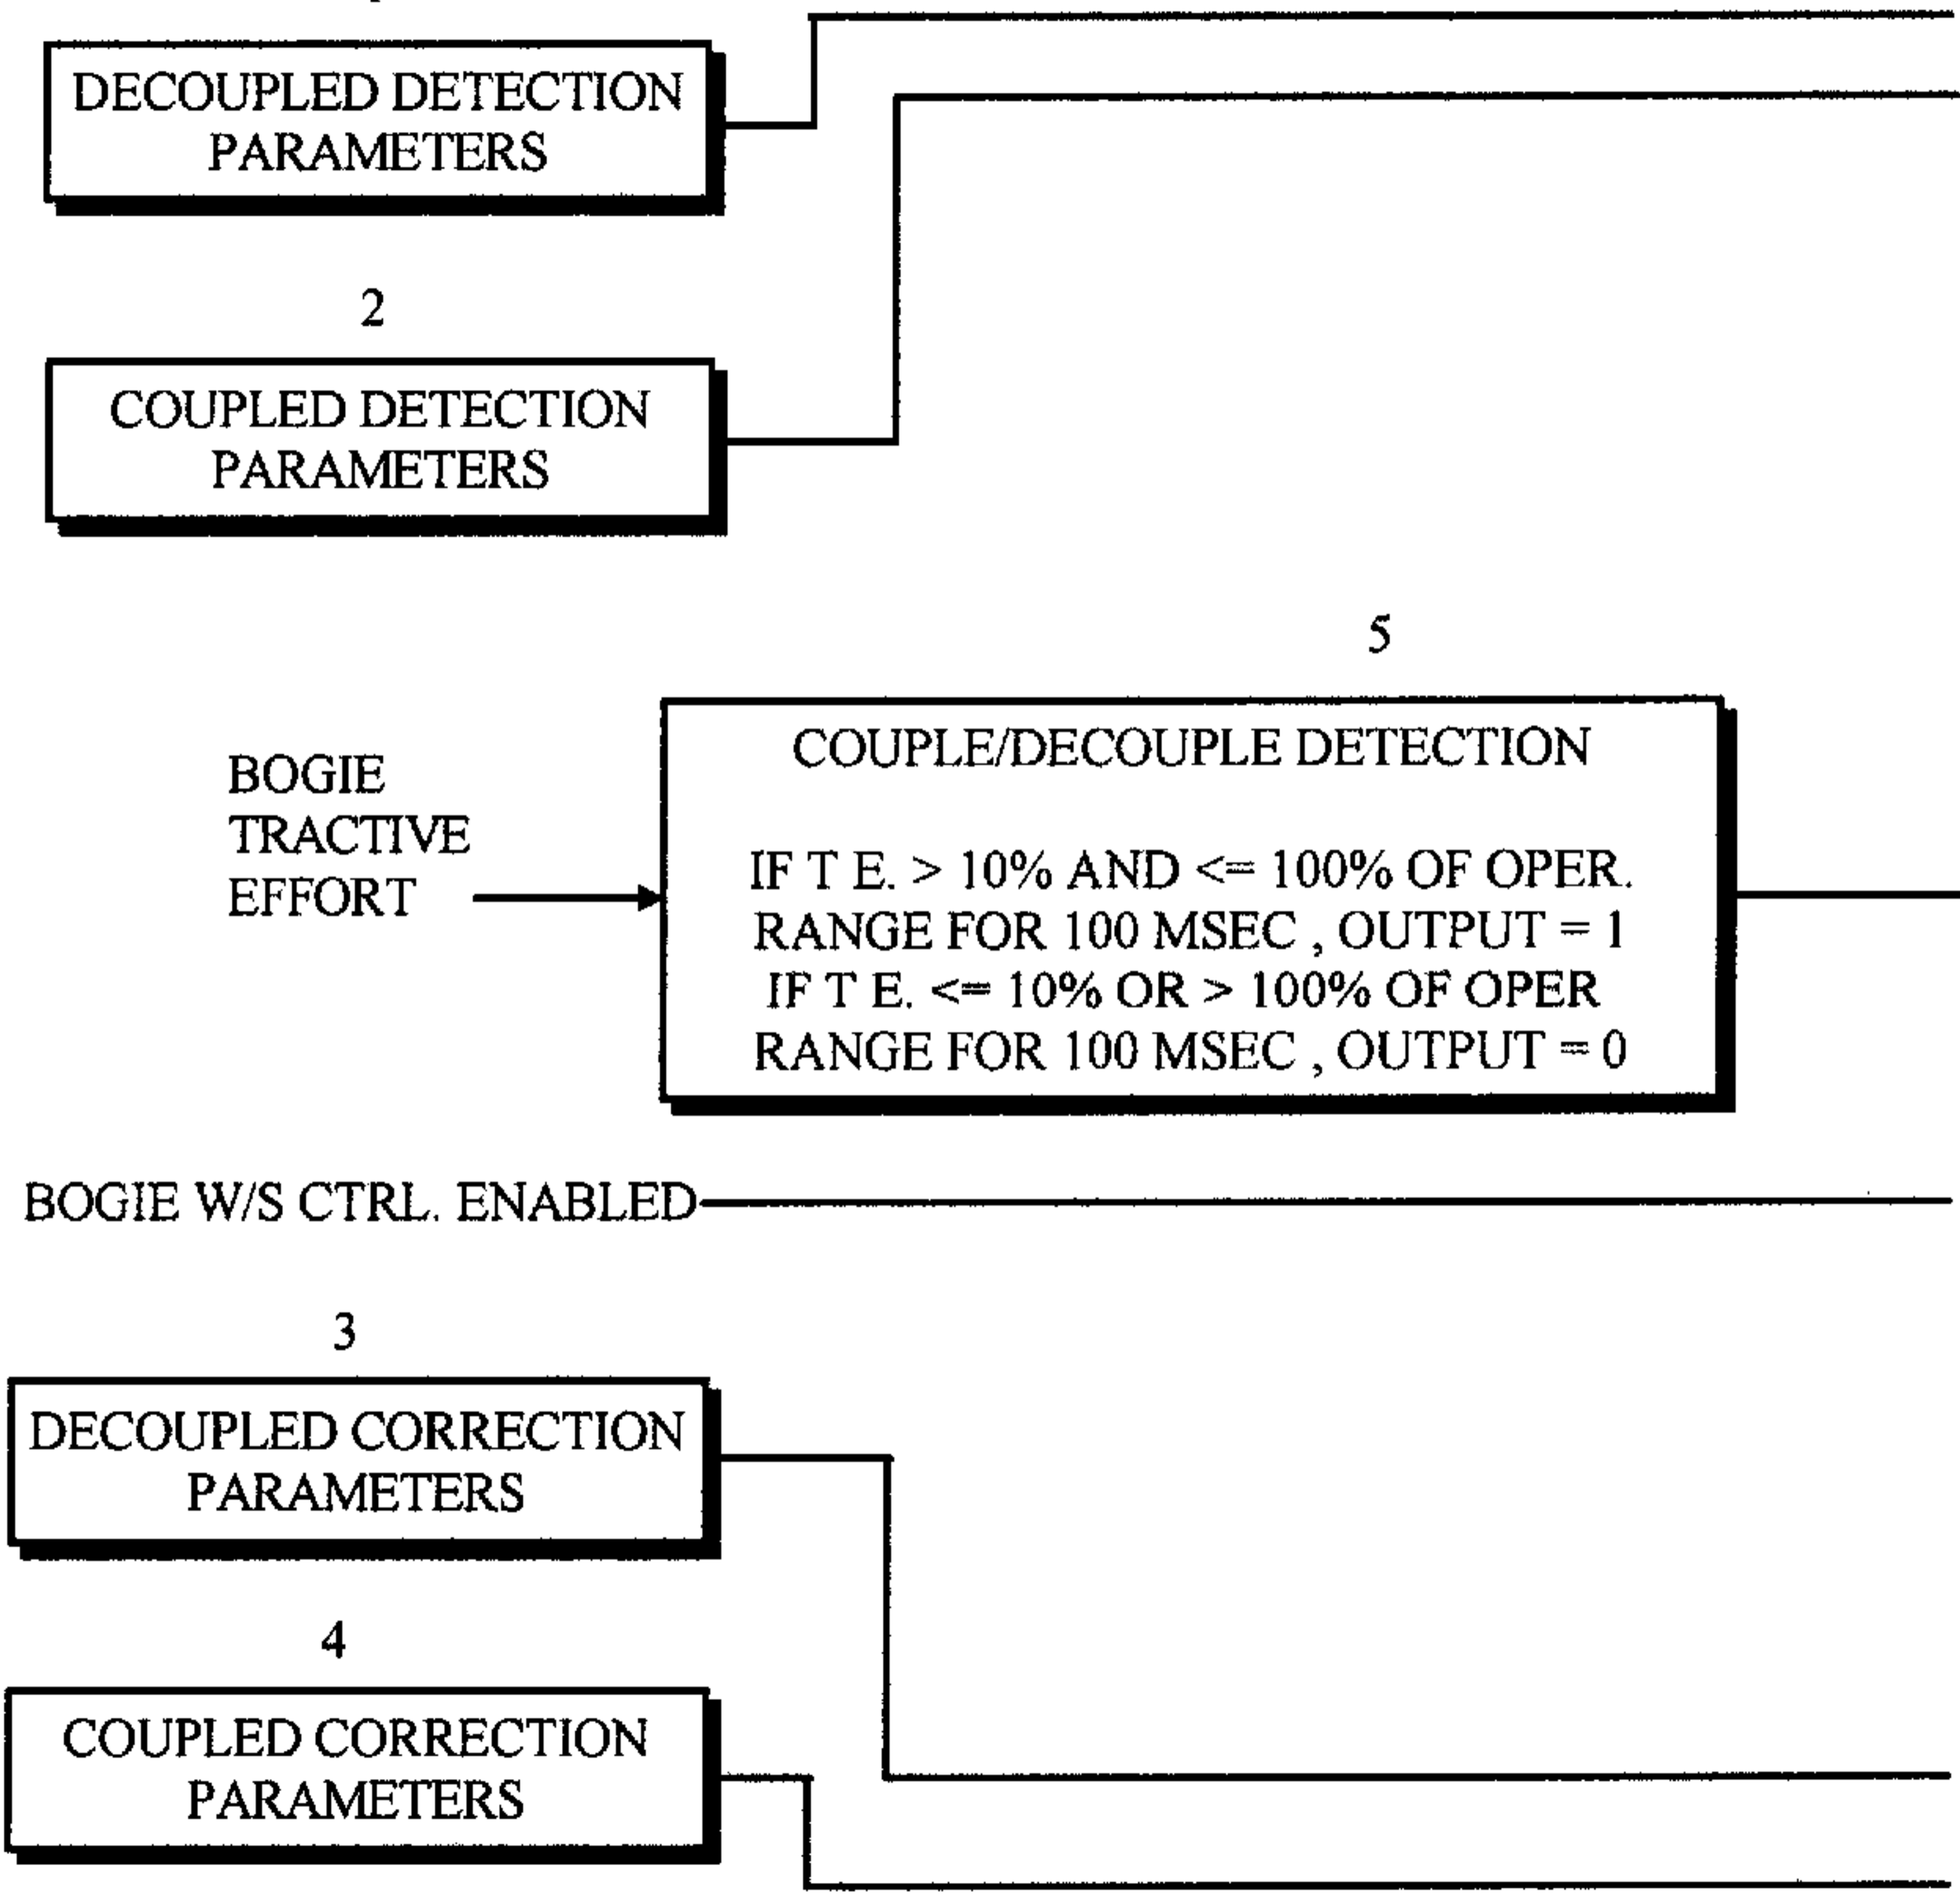 DECOUPLED DETECTION
PARAMETERS
2
COUPLED DETECTION
PARAMETERS
5
BOGIE
TRACTIVE
EFFORT
COUPLE/DECOUPLE DETECTION
IF T E. > 10% AND <= 100% OF OPER.
RANGE FOR 100 MSEC , OUTPUT = 1
IF T E. <= 10% OR > 100% OF OPER
RANGE FOR 100 MSEC , OUTPUT = 0
BOGIE W/S CTRL. ENABLED
3
DECOUPLED CORRECTION
PARAMETERS
4
COUPLED CORRECTION
PARAMETERS